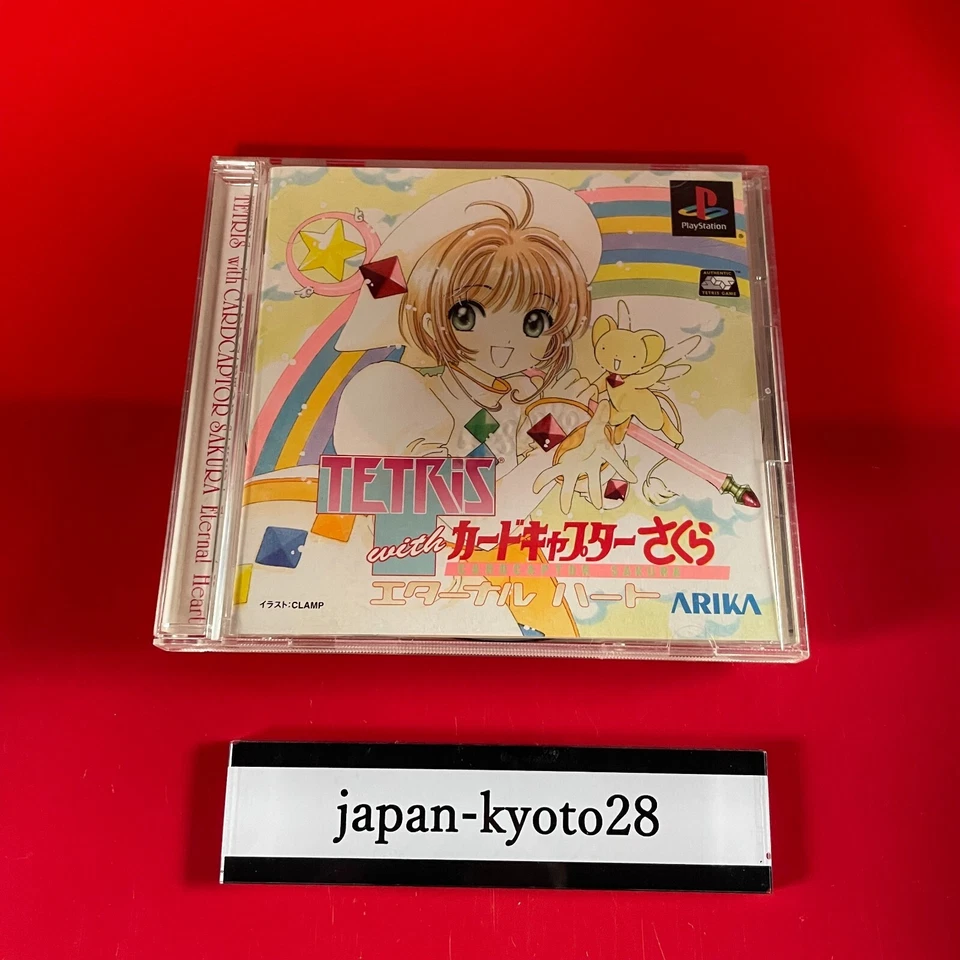 TETRiS with CARDCAPTOR SAKURA Eternal Heart
PlayStation
AUTHENTIC
TETRIS GAME
TETRiS®
with カードキャプターさくら
CARDCAPTOR SAKURA
エターナル ハート
イラスト:CLAMP
ARIKA
japan-kyoto28